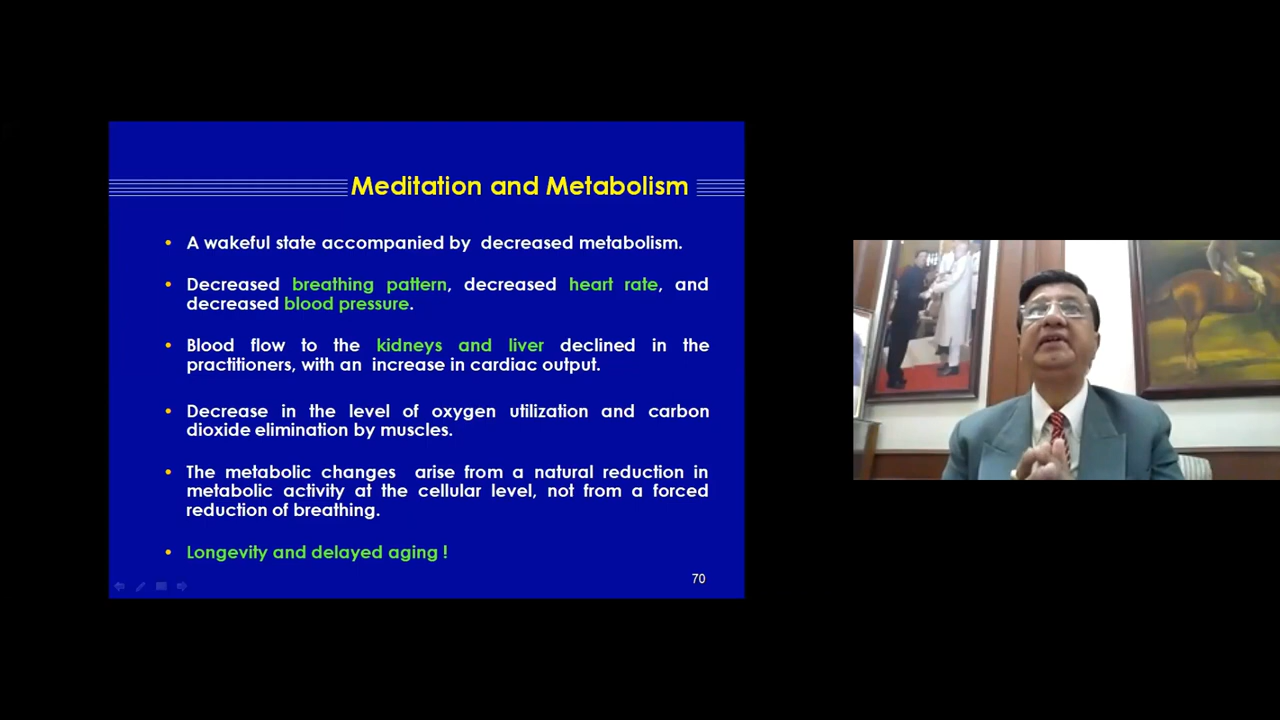 Meditation and Metabolism
• A wakeful state accompanied by decreased metabolism.
• Decreased breathing pattern, decreased heart rate, and
decreased blood pressure.
• Blood flow to the kidneys and liver declined in the
practitioners, with an increase in cardiac output.
• Decrease in the level of oxygen utilization and carbon
dioxide elimination by muscles.
• The metabolic changes arise from a natural reduction in
metabolic activity at the cellular level, not from a forced
reduction of breathing.
• Longevity and delayed aging !
70